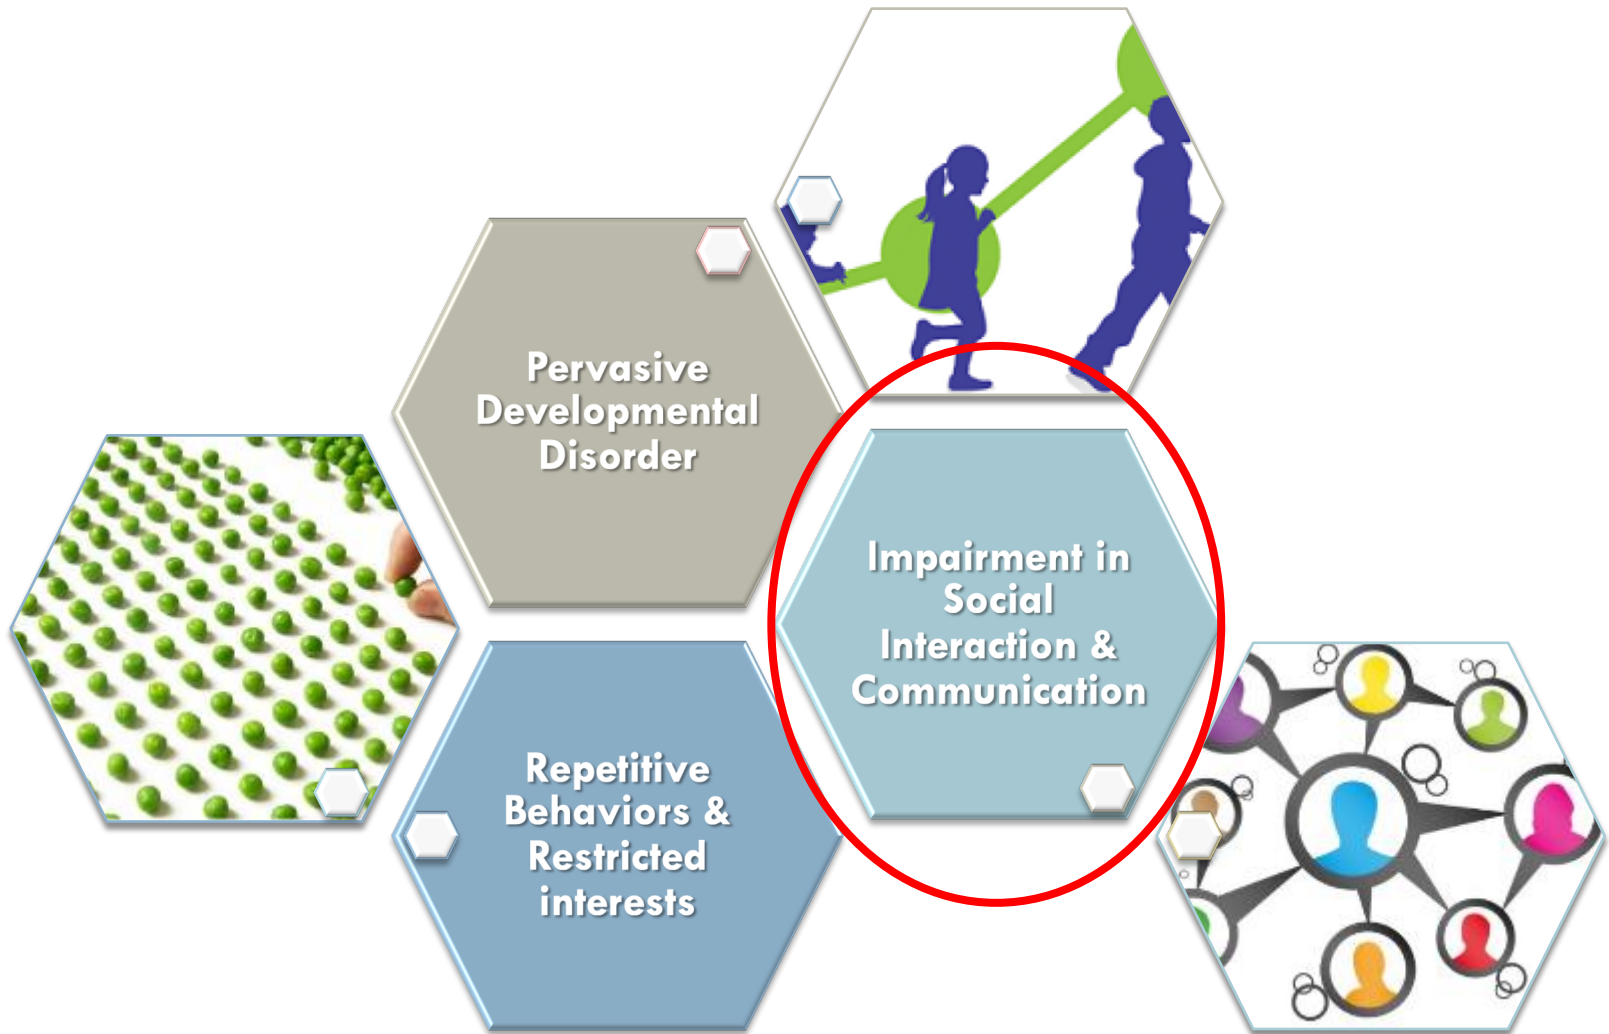 Pervasive
Developmental
Disorder
Impairment in
Social
Interaction &
Communication
Repetitive
Behaviors &
Restricted
interests